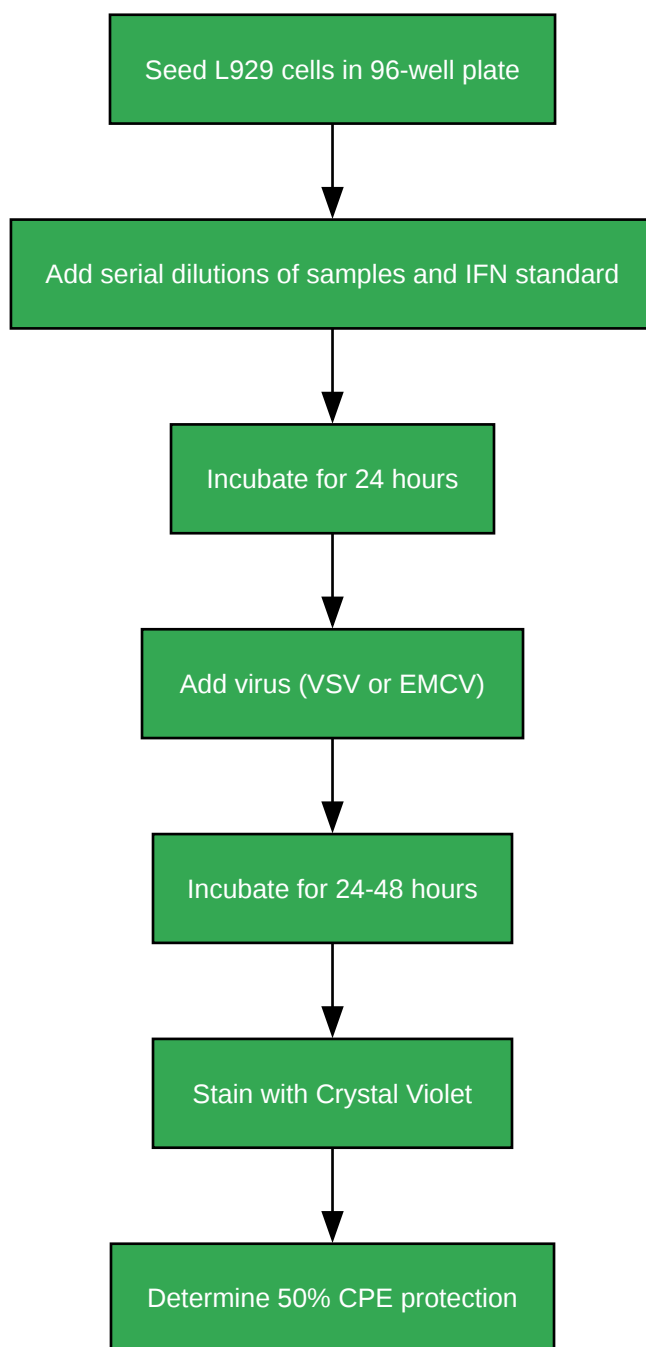 Seed L929 cells in 96-well plate
Add serial dilutions of samples and IFN standard
Incubate for 24 hours
Add virus (VSV or EMCV)
Incubate for 24-48 hours
Stain with Crystal Violet
Determine 50% CPE protection